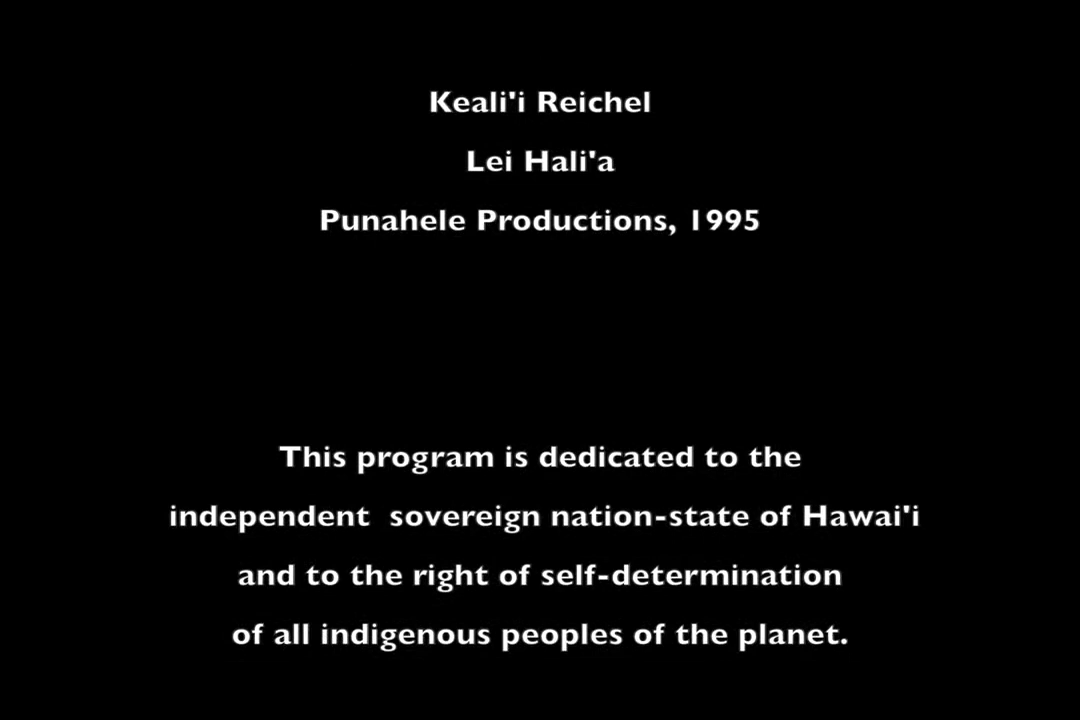 Keali'i Reichel
Lei Hali'a
Punahele Productions, 1995
This program is dedicated to the
independent  sovereign nation-state of Hawai'i
and to the right of self-determination
of all indigenous peoples of the planet.